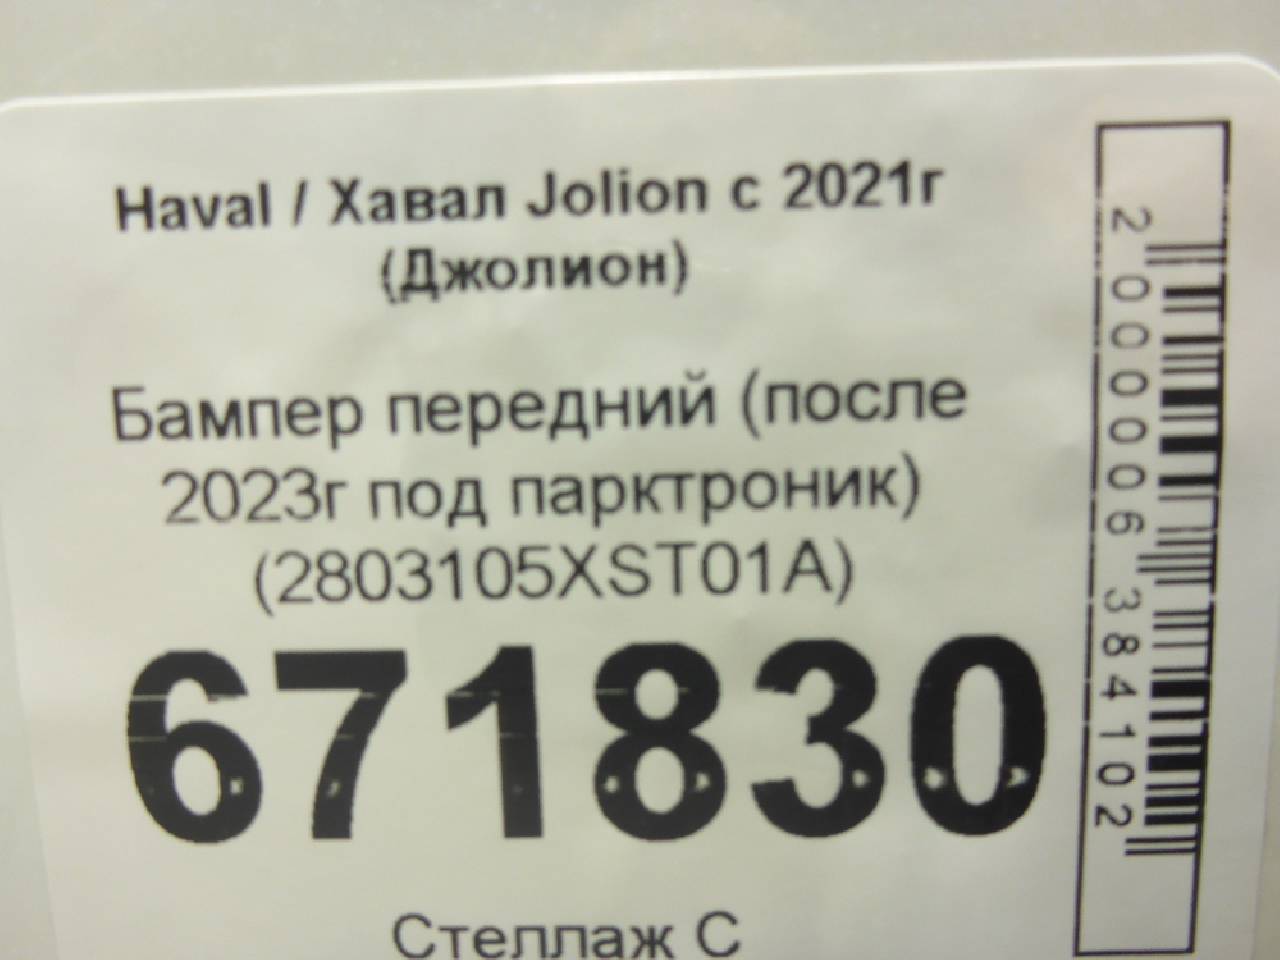 Haval / Хавал Jolion с 2021г
(Джолион)
Бампер передний (после
2023г под парктроник)
(2803105XST01A)
671830
Стеллаж С
2000006384102